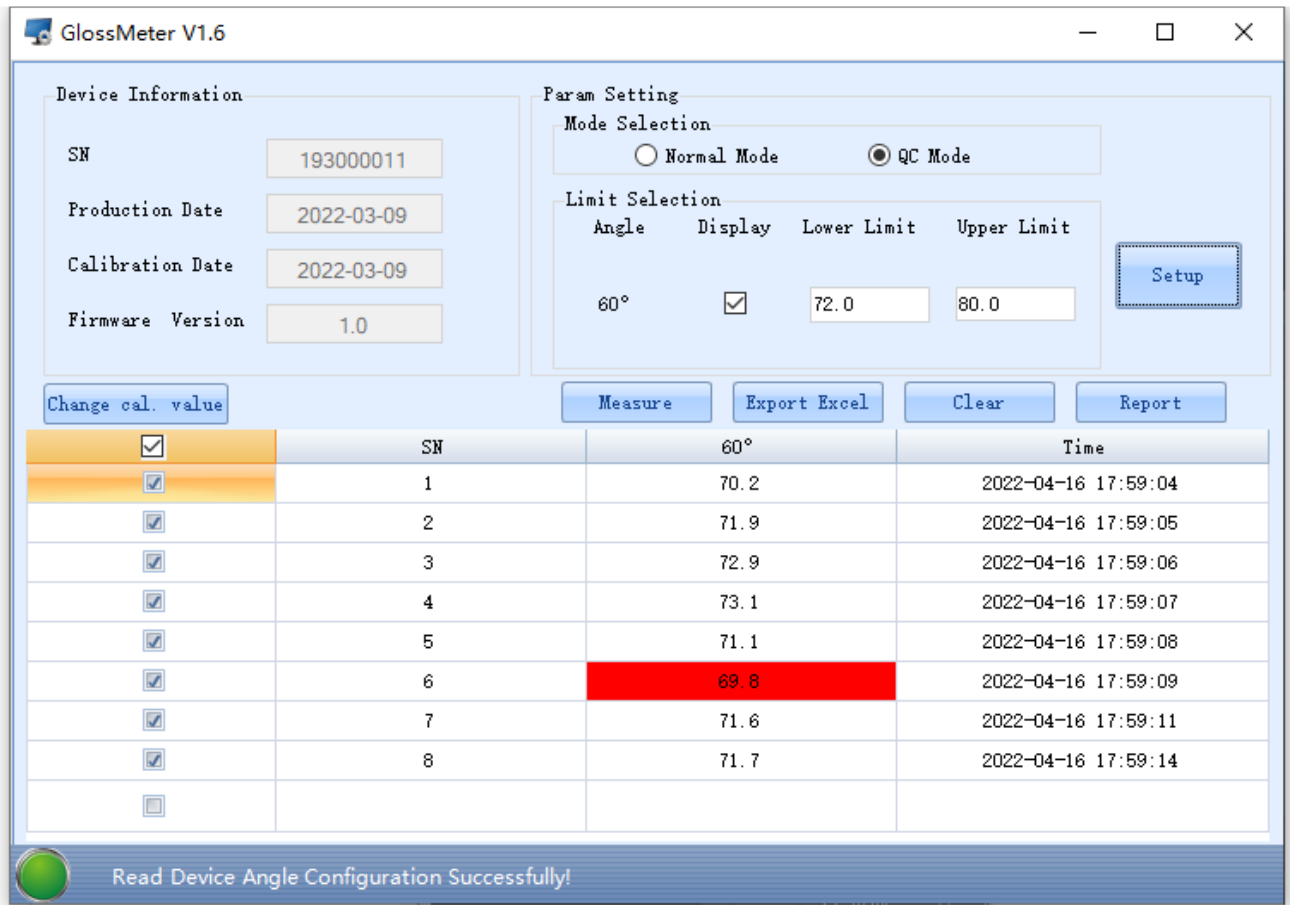 GlossMeter V1.6
Device Information
SN 193000011
Production Date 2022-03-09
Calibration Date 2022-03-09
Firmware Version 1.0
Param Setting
Mode Selection
Normal Mode QC Mode
Limit Selection
Angle Display Lower Limit Upper Limit
60° 72.0 80.0
Setup
Change cal. value Measure Export Excel Clear Report
SN 60° Time
1 70.2 2022-04-16 17:59:04
2 71.9 2022-04-16 17:59:05
3 72.9 2022-04-16 17:59:06
4 73.1 2022-04-16 17:59:07
5 71.1 2022-04-16 17:59:08
6 69.8 2022-04-16 17:59:09
7 71.6 2022-04-16 17:59:11
8 71.7 2022-04-16 17:59:14
Read Device Angle Configuration Successfully!